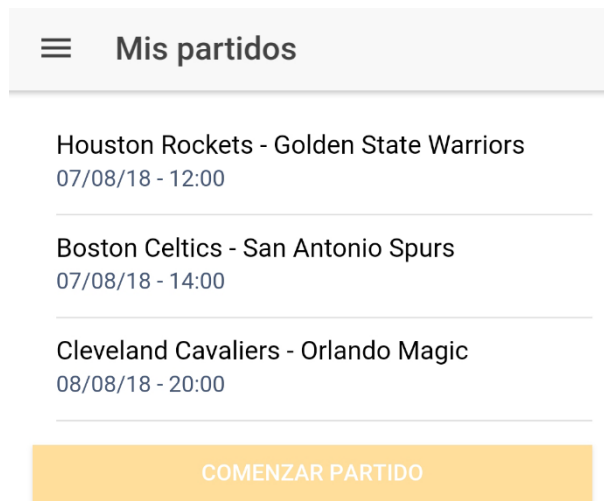 Mis partidos
Houston Rockets - Golden State Warriors
07/08/18 - 12:00
Boston Celtics - San Antonio Spurs
07/08/18 - 14:00
Cleveland Cavaliers - Orlando Magic
08/08/18 - 20:00
COMENZAR PARTIDO